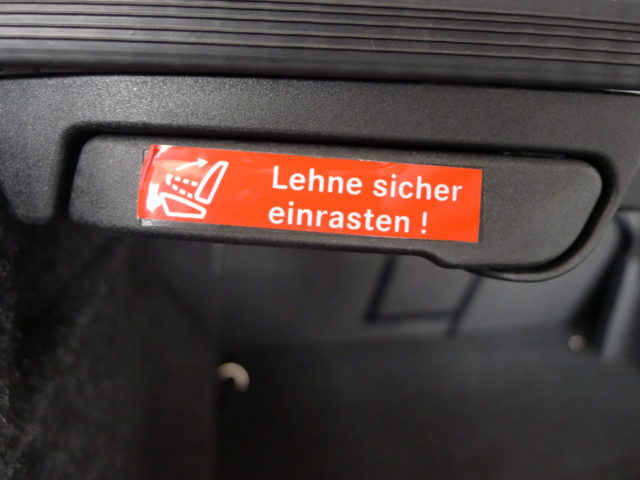 Lehne sicher
einrasten !